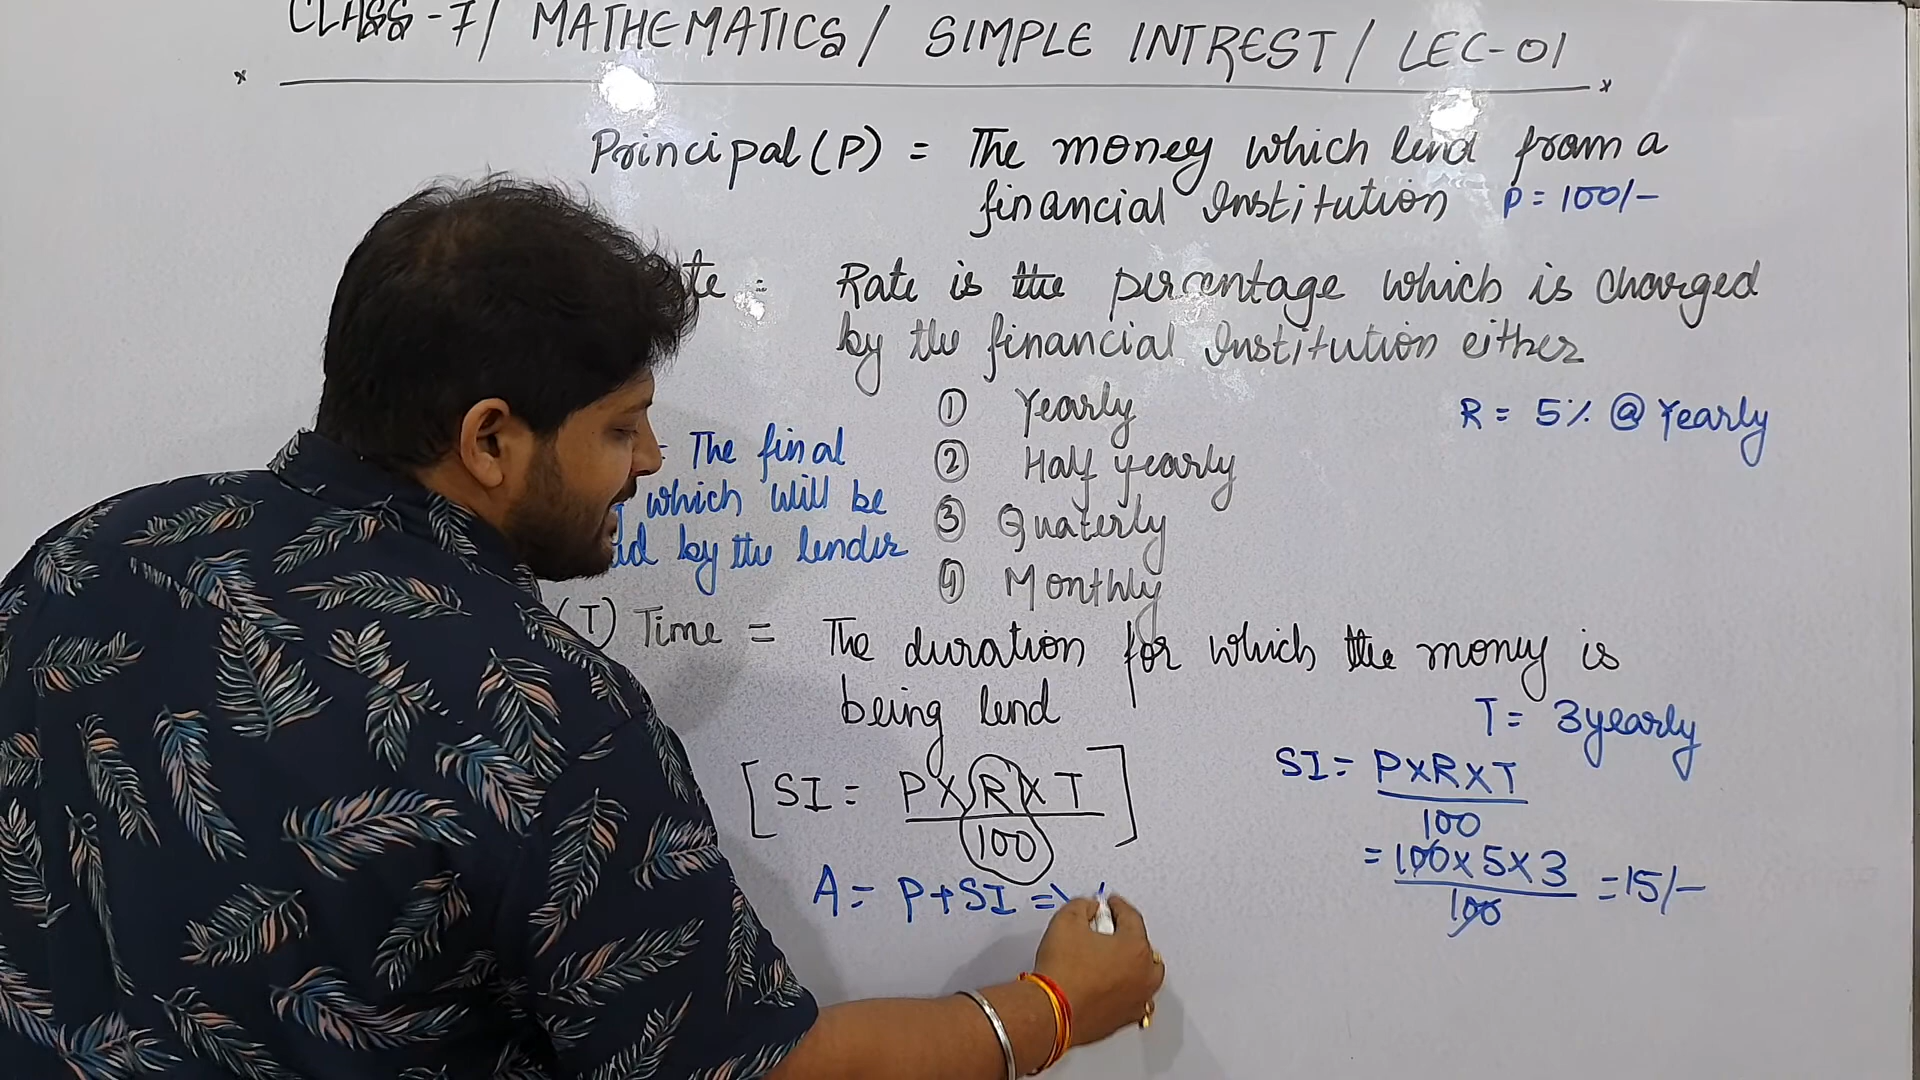 CLASS-7/ MATHEMATICS/ SIMPLE INTREST/ LEC-01
Principal (P) = The money which lend from a
financial Institution P = 100/-
Rate is the percentage which is charged
by the financial Institution either
① Yearly
R = 5% @ Yearly
② Half yearly
③ Quaterly
④ Monthly
= The final
which will be
by the lender
(T) Time = The duration for which the money is
being lend
T = 3yearly
[SI = P×R×T]
100
A = P+SI =>
SI = P×R×T
100
= 100×5×3 = 15/-
100